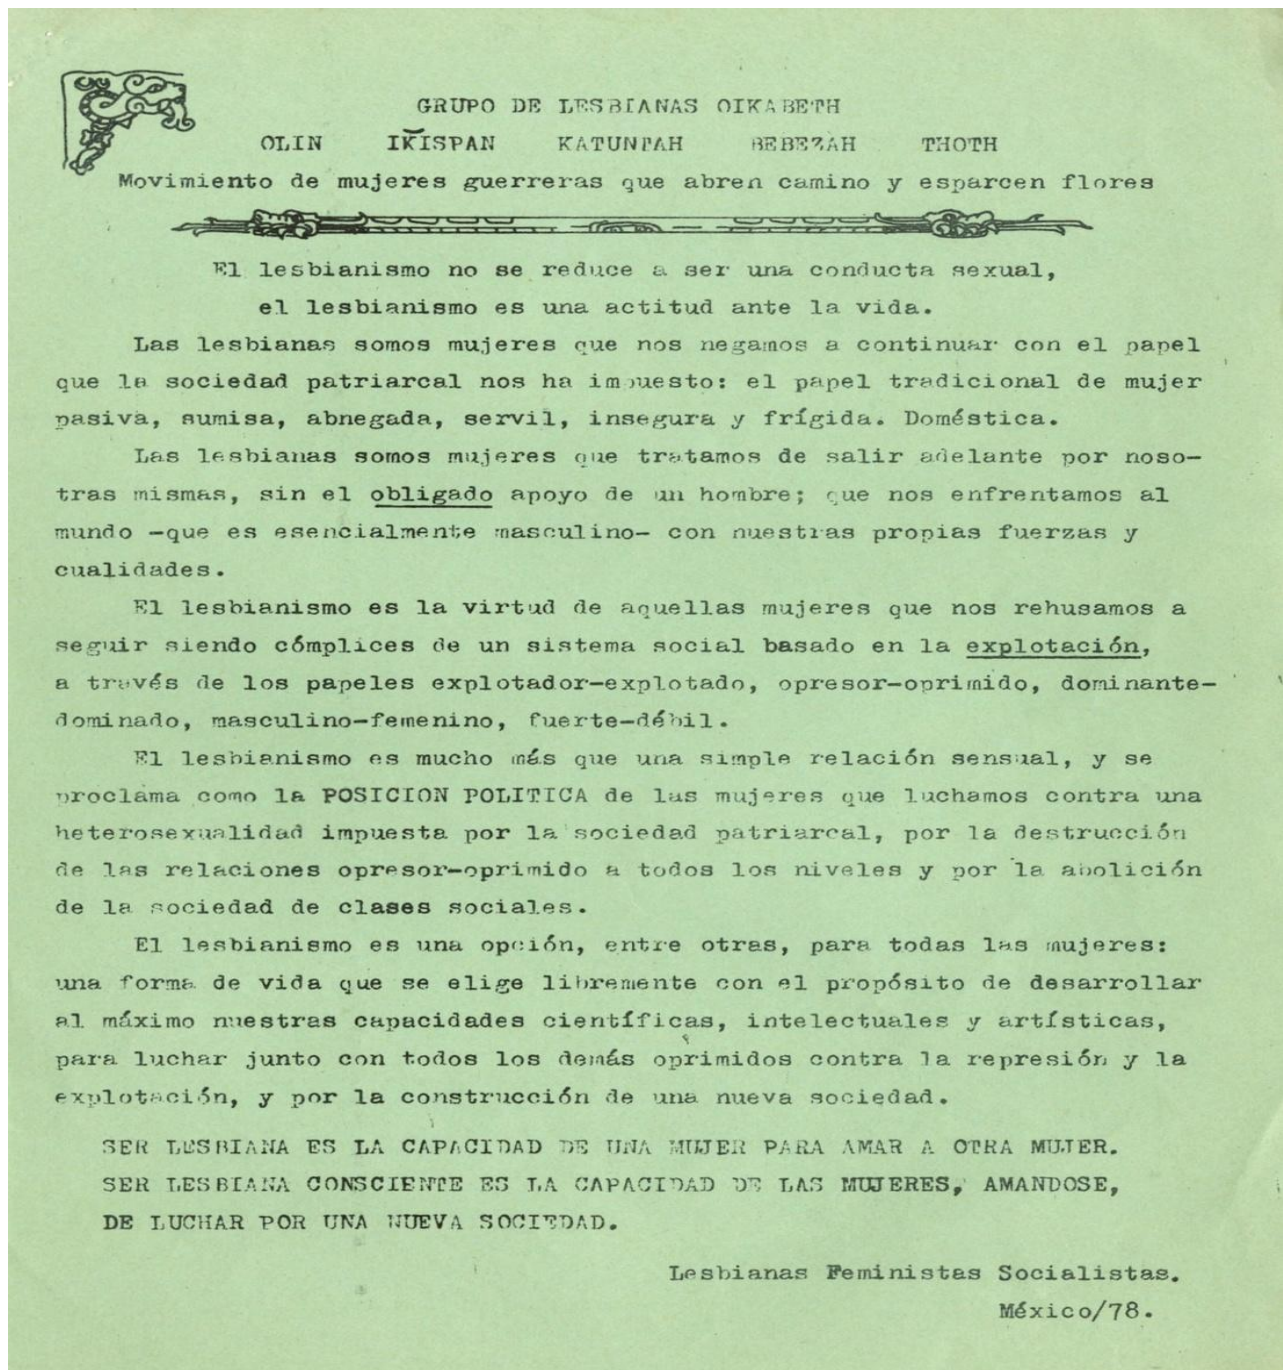 GRUPO DE LESBIANAS OIKABETH
OLIN IKISPAN KATUNTAH BEBEZAH THOTH
Movimiento de mujeres guerreras que abren camino y esparcen flores
El lesbianismo no se reduce a ser una conducta sexual,
el lesbianismo es una actitud ante la vida.
Las lesbianas somos mujeres que nos negamos a continuar con el papel
que la sociedad patriarcal nos ha impuesto: el papel tradicional de mujer
pasiva, sumisa, abnegada, servil, insegura y frígida. Doméstica.
Las lesbianas somos mujeres que tratamos de salir adelante por noso-
tras mismas, sin el obligado apoyo de un hombre; que nos enfrentamos al
mundo -que es esencialmente masculino- con nuestras propias fuerzas y
cualidades.
El lesbianismo es la virtud de aquellas mujeres que nos rehusamos a
seguir siendo cómplices de un sistema social basado en la explotación,
a través de los papeles explotador-explotado, opresor-oprimido, dominante-
dominado, masculino-femenino, fuerte-débil.
El lesbianismo es mucho más que una simple relación sensual, y se
proclama como la POSICION POLITICA de las mujeres que luchamos contra una
heterosexualidad impuesta por la sociedad patriarcal, por la destrucción
de las relaciones opresor-oprimido a todos los niveles y por la abolición
de la sociedad de clases sociales.
El lesbianismo es una opción, entre otras, para todas las mujeres:
una forma de vida que se elige libremente con el propósito de desarrollar
al máximo nuestras capacidades científicas, intelectuales y artísticas,
para luchar junto con todos los demás oprimidos contra la represión y la
explotación, y por la construcción de una nueva sociedad.
SER LESBIANA ES LA CAPACIDAD DE UNA MUJER PARA AMAR A OTRA MUJER.
SER LESBIANA CONSCIENTE ES LA CAPACIDAD DE LAS MUJERES, AMANDOSE,
DE LUCHAR POR UNA NUEVA SOCIEDAD.
Lesbianas Feministas Socialistas.
México/78.